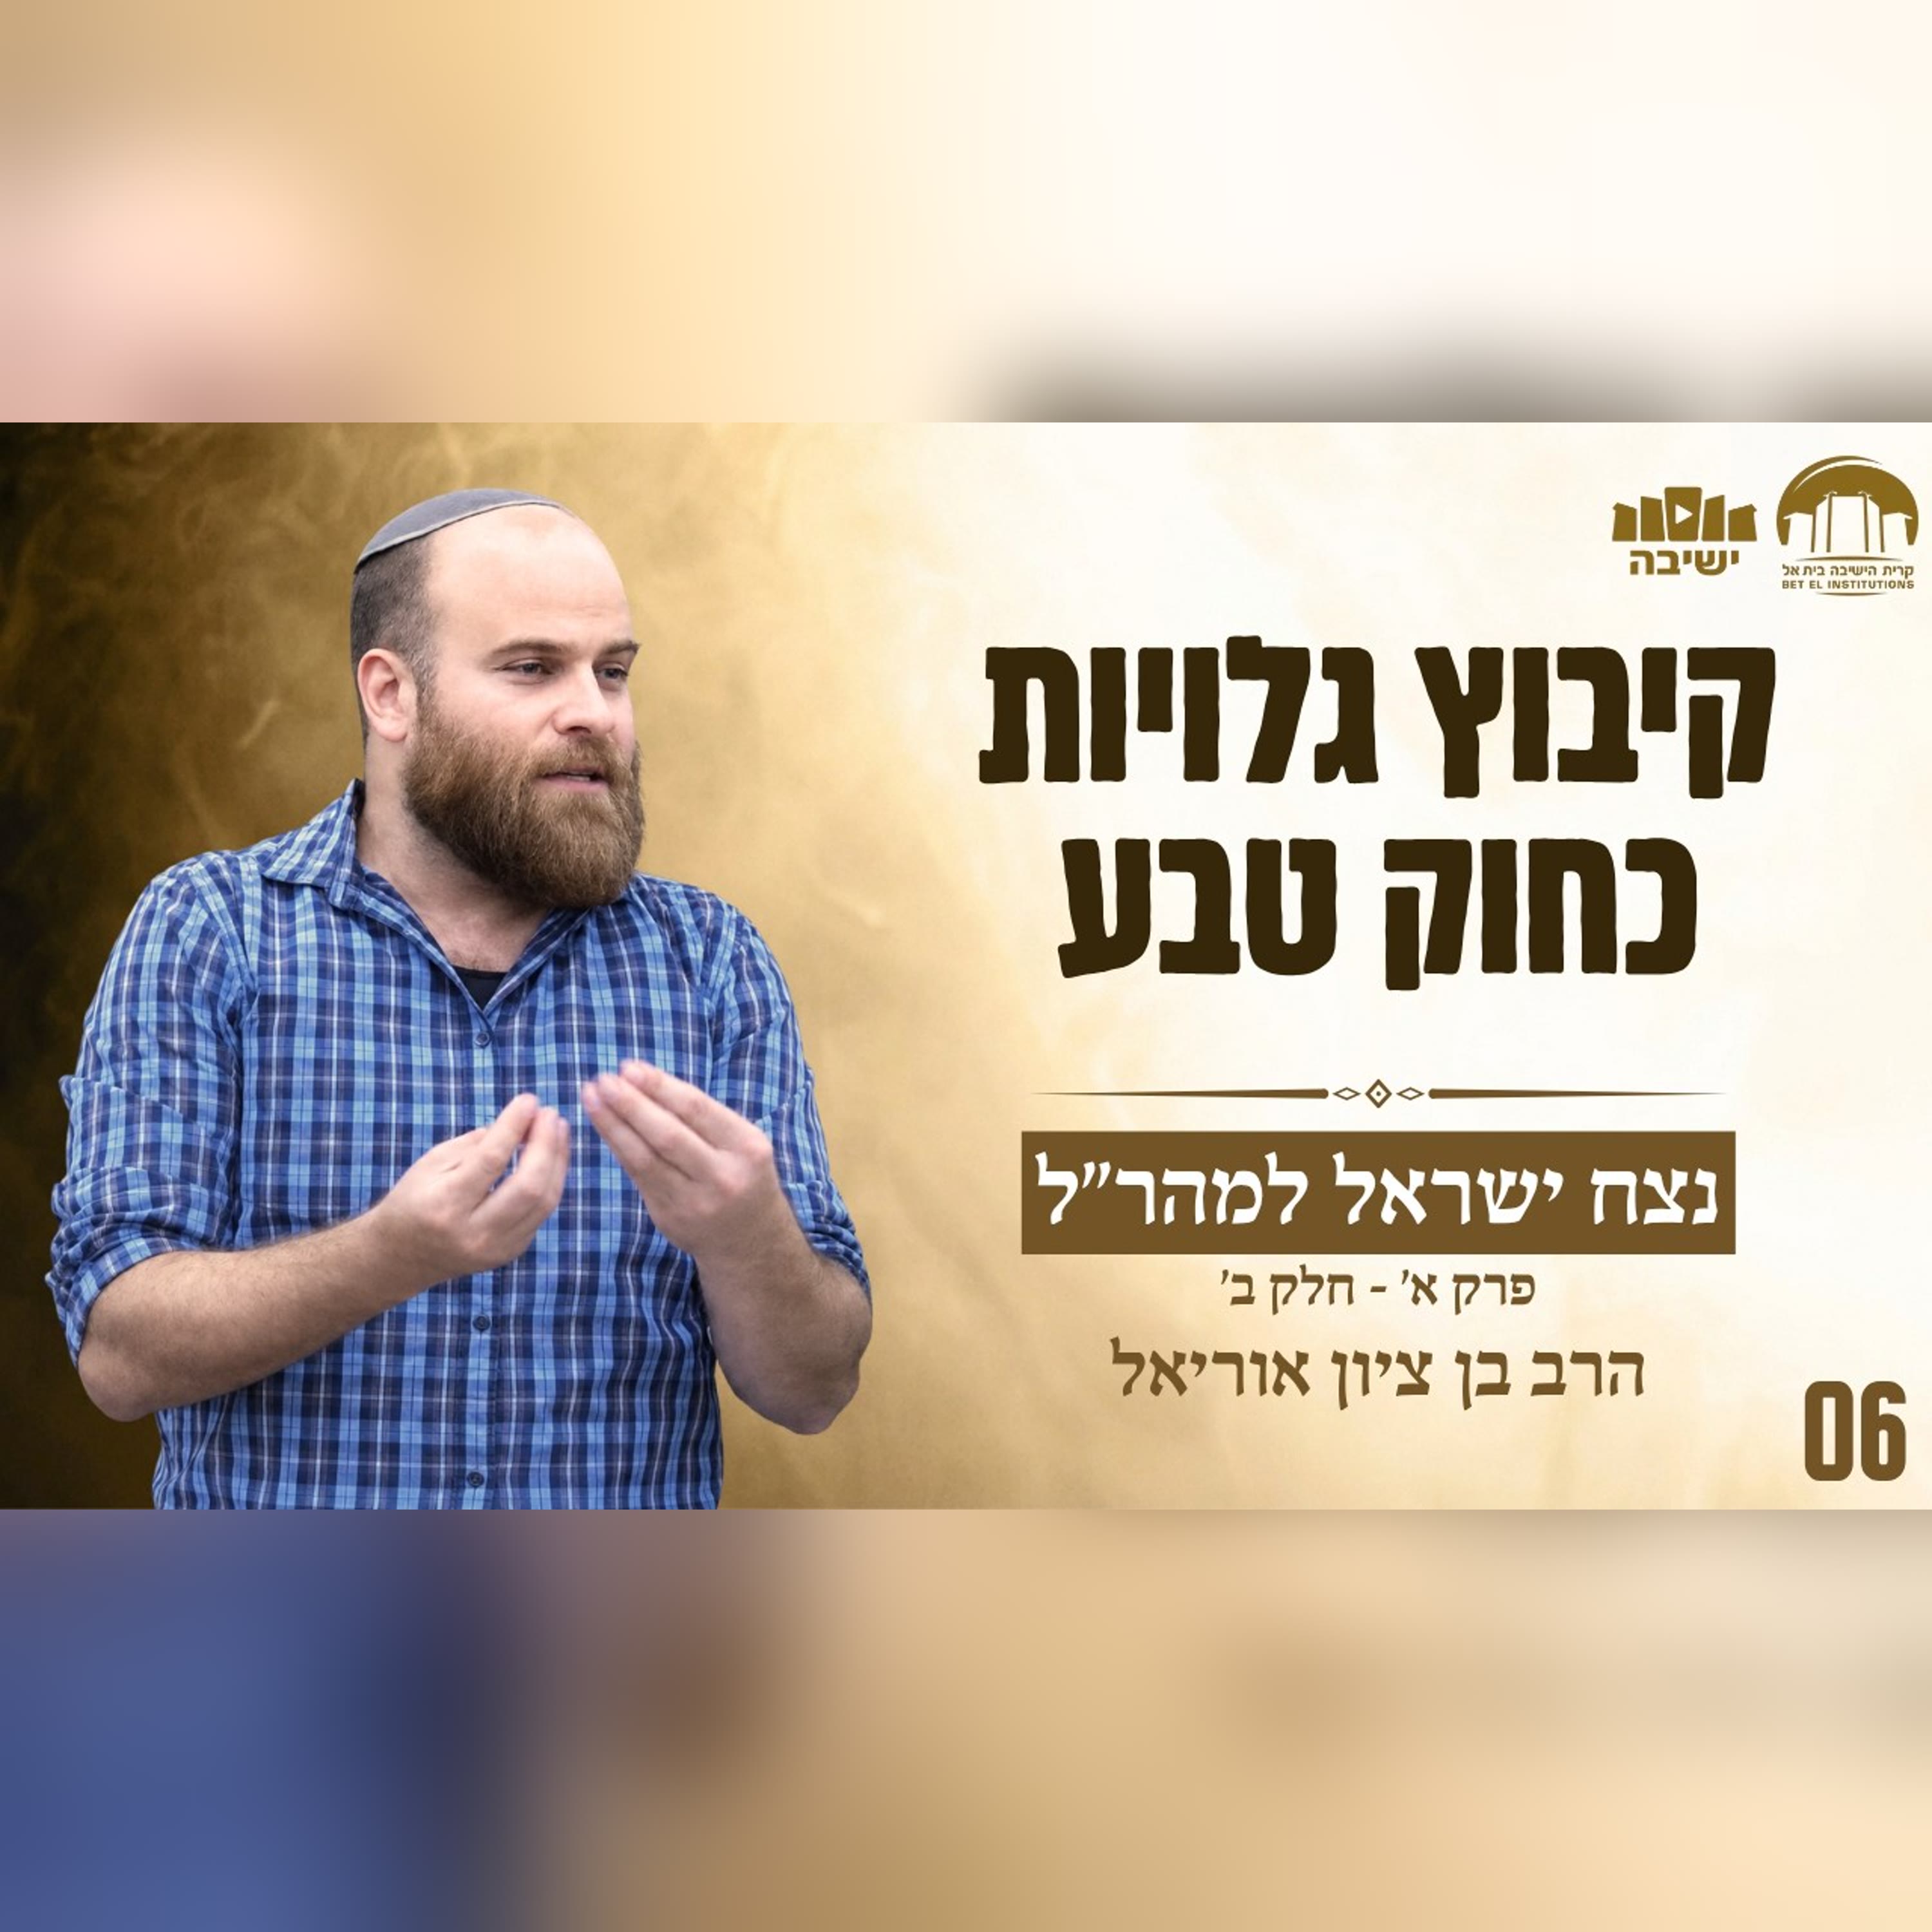 ישיבה
קרית הישיבה בית אל
BET EL INSTITUTIONS
קיבוץ גלויות
כחוק טבע
נצח ישראל למהר"ל
פרק א' - חלק ב'
הרב בן ציון אוריאל
06